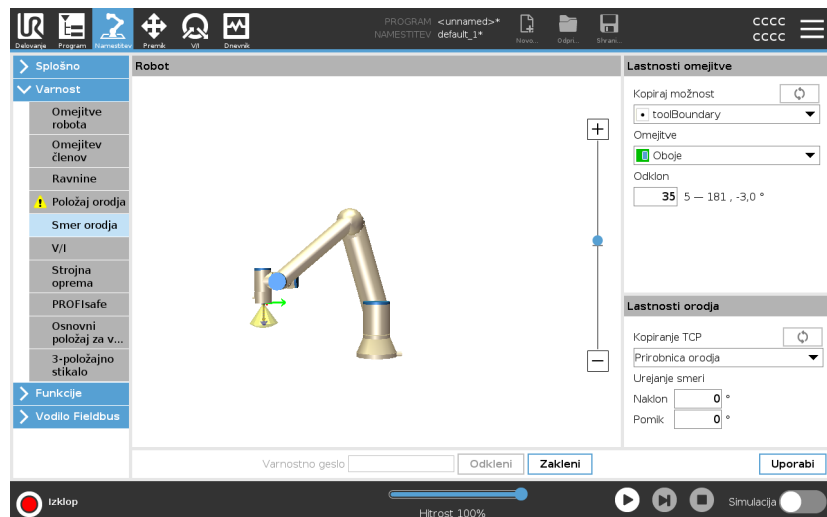 PROGRAM <unnamed>*
NAMESTITEV default_1*
CCCC
CCCC
Delovanje
Program
Namestitev
Premik
V/I
Dnevnik
Novo...
Odpri...
Shrani...
Splošno
Varnost
Omejitve
robota
Omejitev
členov
Ravnine
Položaj orodja
Smer orodja
V/I
Strojna
oprema
PROFIsafe
Osnovni
položaj za v...
3-položajno
stikalo
Funkcije
Vodilo Fieldbus
Robot
Lastnosti omejitve
Kopiraj možnost
toolBoundary
Omejitve
Oboje
Odklon
35 5 — 181 , -3,0 °
Lastnosti orodja
Kopiranje TCP
Prirobnica orodja
Urejanje smeri
Naklon 0 °
Pomik 0 °
Varnostno geslo
Odkleni
Zakleni
Uporabi
Izklop
Hitrost 100%
Simulacija